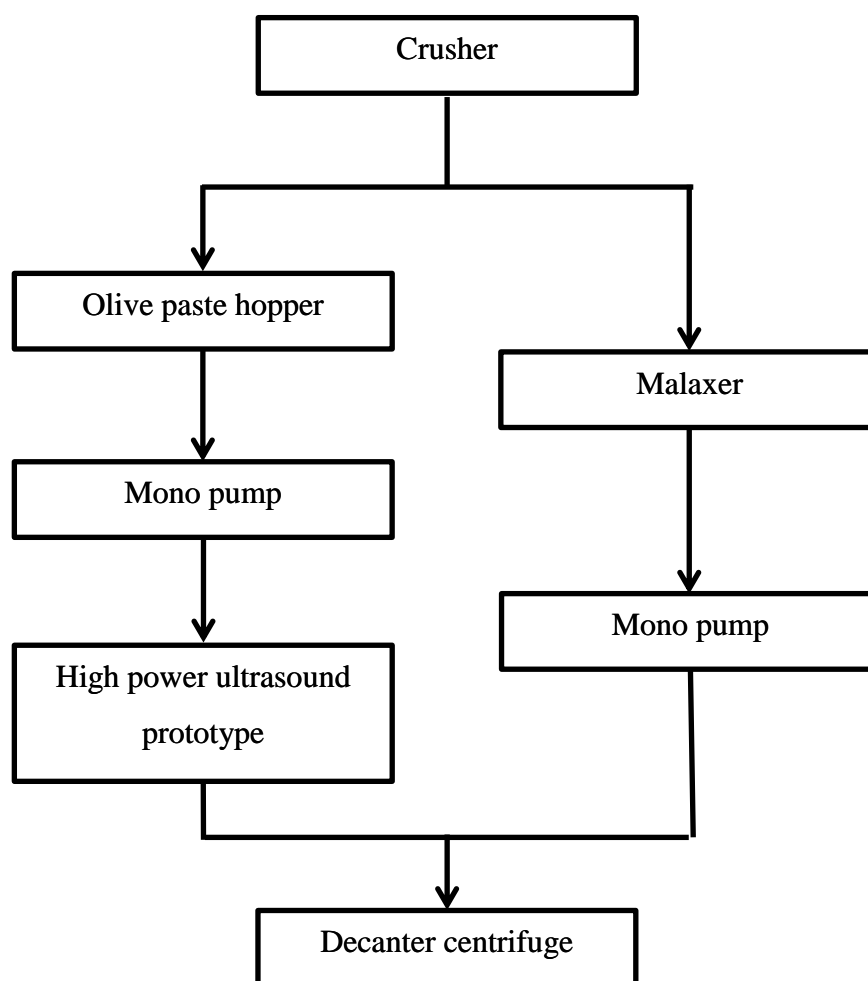 Crusher
Olive paste hopper
Malaxer
Mono pump
Mono pump
High power ultrasound
prototype
Decanter centrifuge